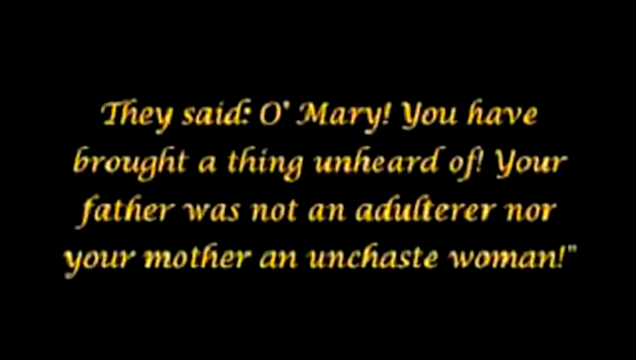 They said: O' Mary! You have
brought a thing unheard of! Your
father was not an adulterer nor
your mother an unchaste woman!"